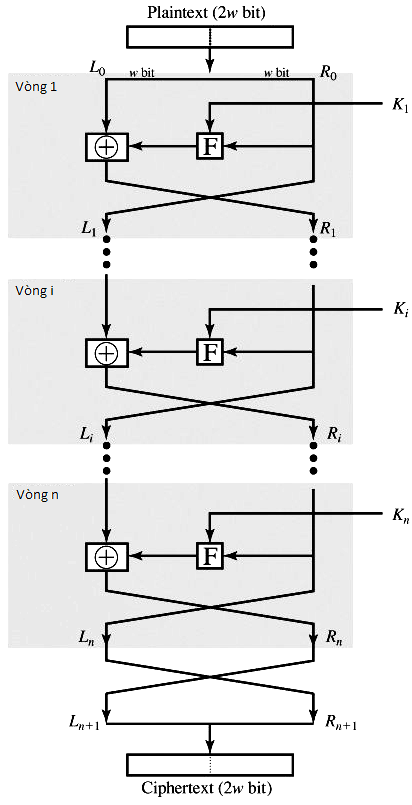 Plaintext (2w bit)
L0 w bit w bit R0
Vòng 1
K1
+ F
L1 R1
Vòng i
Ki
+ F
Li Ri
Vòng n
Kn
+ F
Ln Rn
Ln+1 Rn+1
Ciphertext (2w bit)